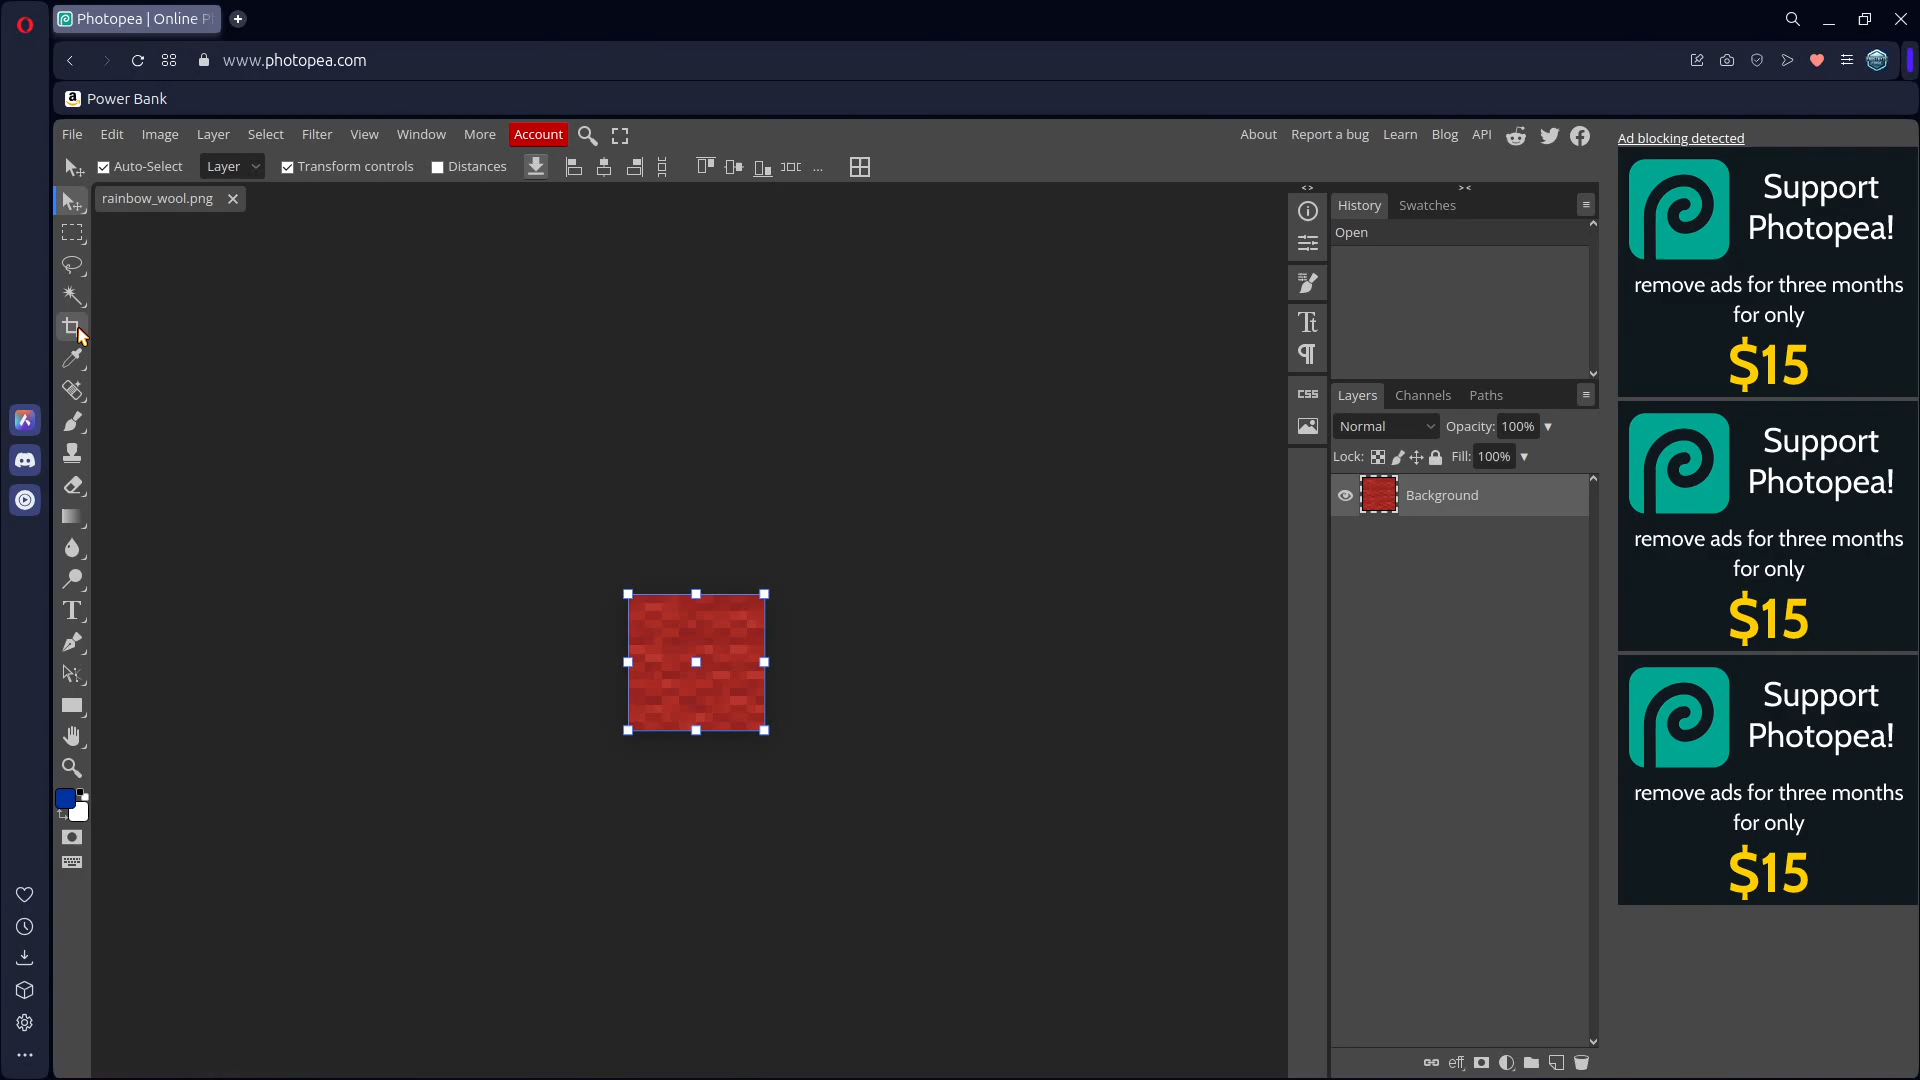 Photopea | Online P
www.photopea.com
Power Bank
File Edit Image Layer Select Filter View Window More Account
About Report a bug Learn Blog API
Auto-Select Layer Transform controls Distances ...
rainbow_wool.png
History Swatches
Open
Tt
CSS
Layers Channels Paths
Normal Opacity: 100%
Lock: Fill: 100%
Background
eff
Ad blocking detected
Support
Photopea!
remove ads for three months
for only
$15
Support
Photopea!
remove ads for three months
for only
$15
Support
Photopea!
remove ads for three months
for only
$15